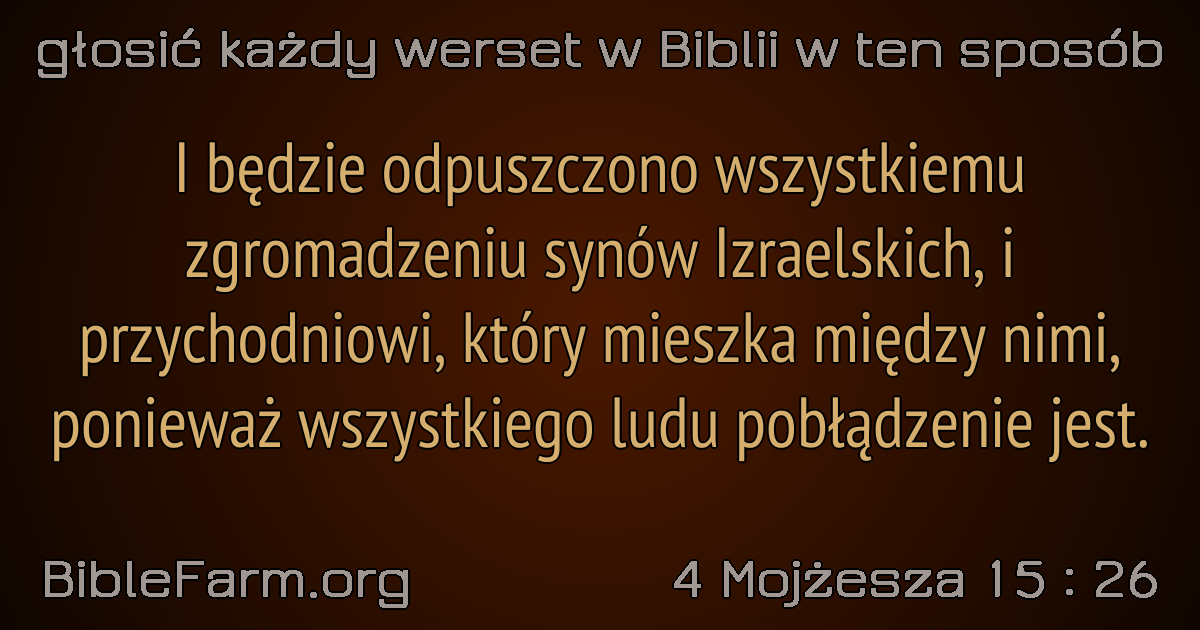 głosić każdy werset w Biblii w ten sposób
I będzie odpuszczono wszystkiemu
zgromadzeniu synów Izraelskich, i
przychodniowi, który mieszka między nimi,
ponieważ wszystkiego ludu pobłądzenie jest.
BibleFarm.org
4 Mojżesza 15 : 26